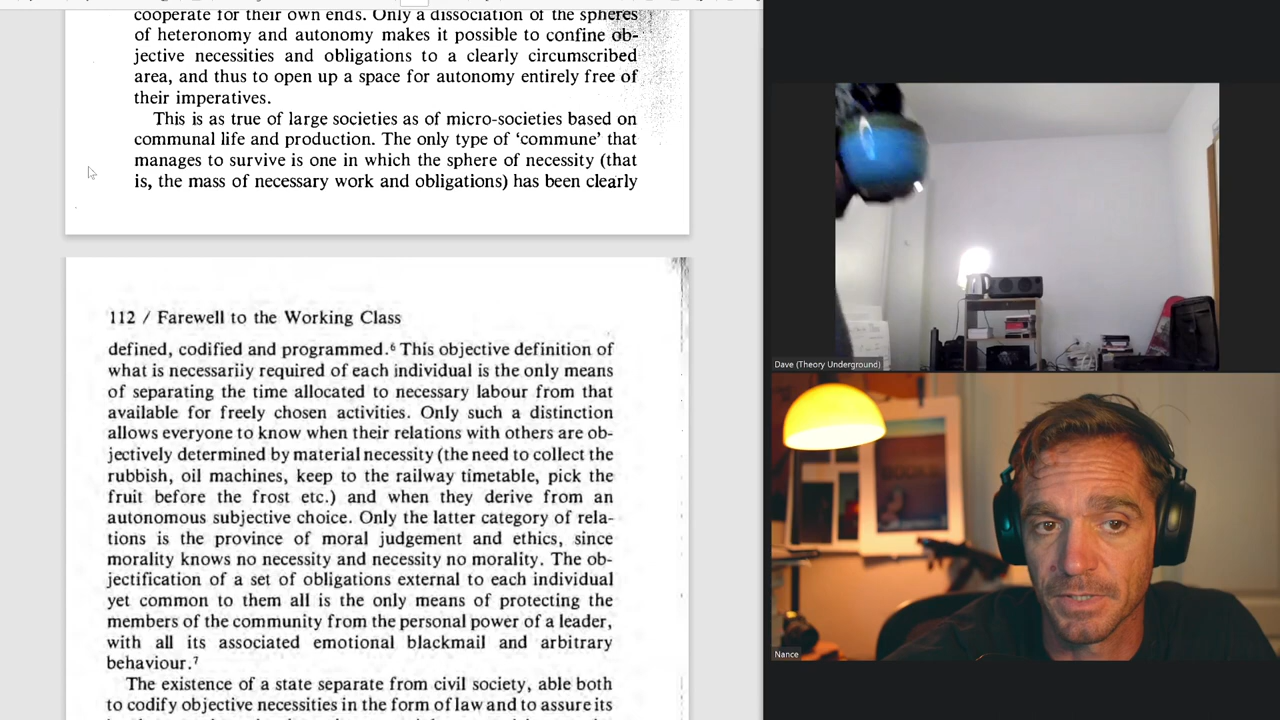 cooperate for their own ends. Only a dissociation of the spheres
of heteronomy and autonomy makes it possible to confine ob-
jective necessities and obligations to a clearly circumscribed
area, and thus to open up a space for autonomy entirely free of
their imperatives.
This is as true of large societies as of micro-societies based on
communal life and production. The only type of ‘commune’ that
manages to survive is one in which the sphere of necessity (that
is, the mass of necessary work and obligations) has been clearly
112 / Farewell to the Working Class
defined, codified and programmed.⁶ This objective definition of
what is necessariiy required of each individual is the only means
of separating the time allocated to necessary labour from that
available for freely chosen activities. Only such a distinction
allows everyone to know when their relations with others are ob-
jectively determined by material necessity (the need to collect the
rubbish, oil machines, keep to the railway timetable, pick the
fruit before the frost etc.) and when they derive from an
autonomous subjective choice. Only the latter category of rela-
tions is the province of moral judgement and ethics, since
morality knows no necessity and necessity no morality. The ob-
jectification of a set of obligations external to each individual
yet common to them all is the only means of protecting the
members of the community from the personal power of a leader,
with all its associated emotional blackmail and arbitrary
behaviour.⁷
The existence of a state separate from civil society, able both
to codify objective necessities in the form of law and to assure its
Dave (Theory Underground)
Nance